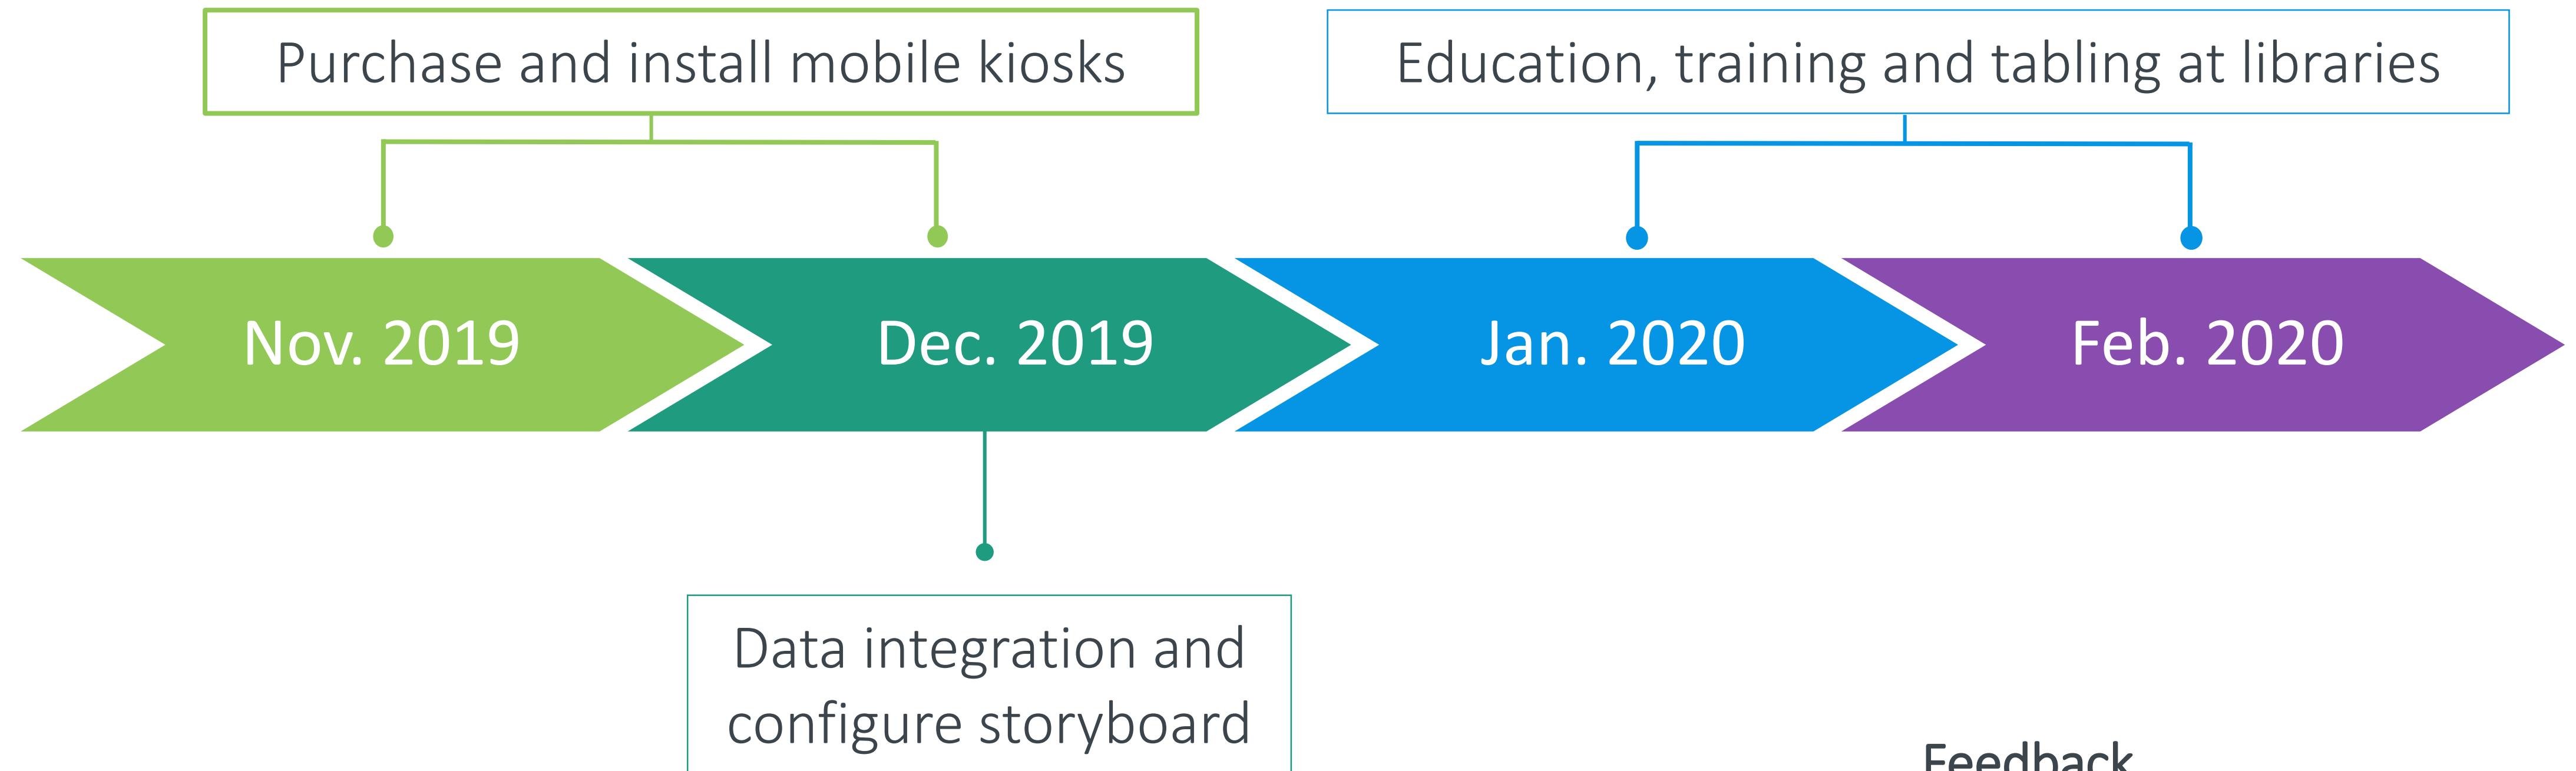 Purchase and install mobile kiosks
Education, training and tabling at libraries
Nov. 2019
Dec. 2019
Jan. 2020
Feb. 2020
Data integration and
configure storyboard
Feedback